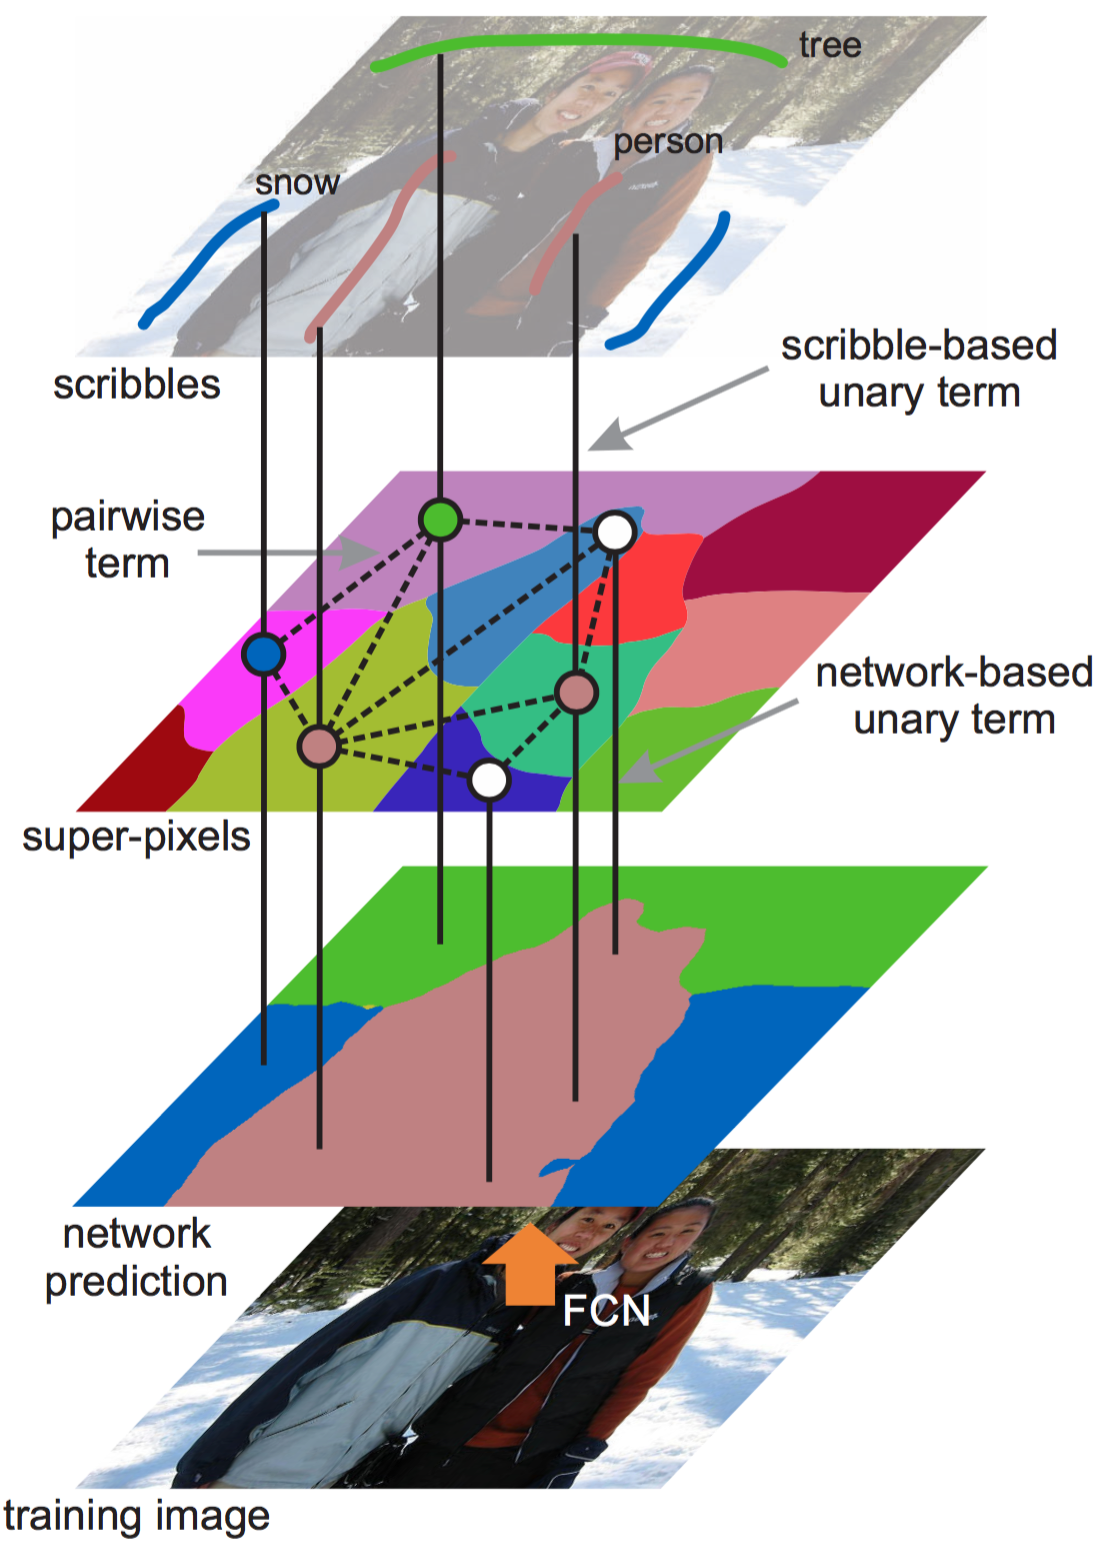 tree
person
snow
scribbles
scribble-based
unary term
pairwise
term
network-based
unary term
super-pixels
network
prediction
FCN
training image